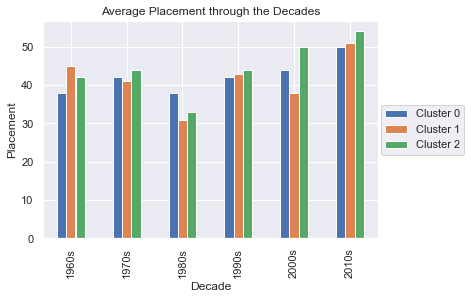 Average Placement through the Decades
Placement
50
40
30
20
10
0
1960s
1970s
1980s
1990s
2000s
2010s
Decade
Cluster 0
Cluster 1
Cluster 2